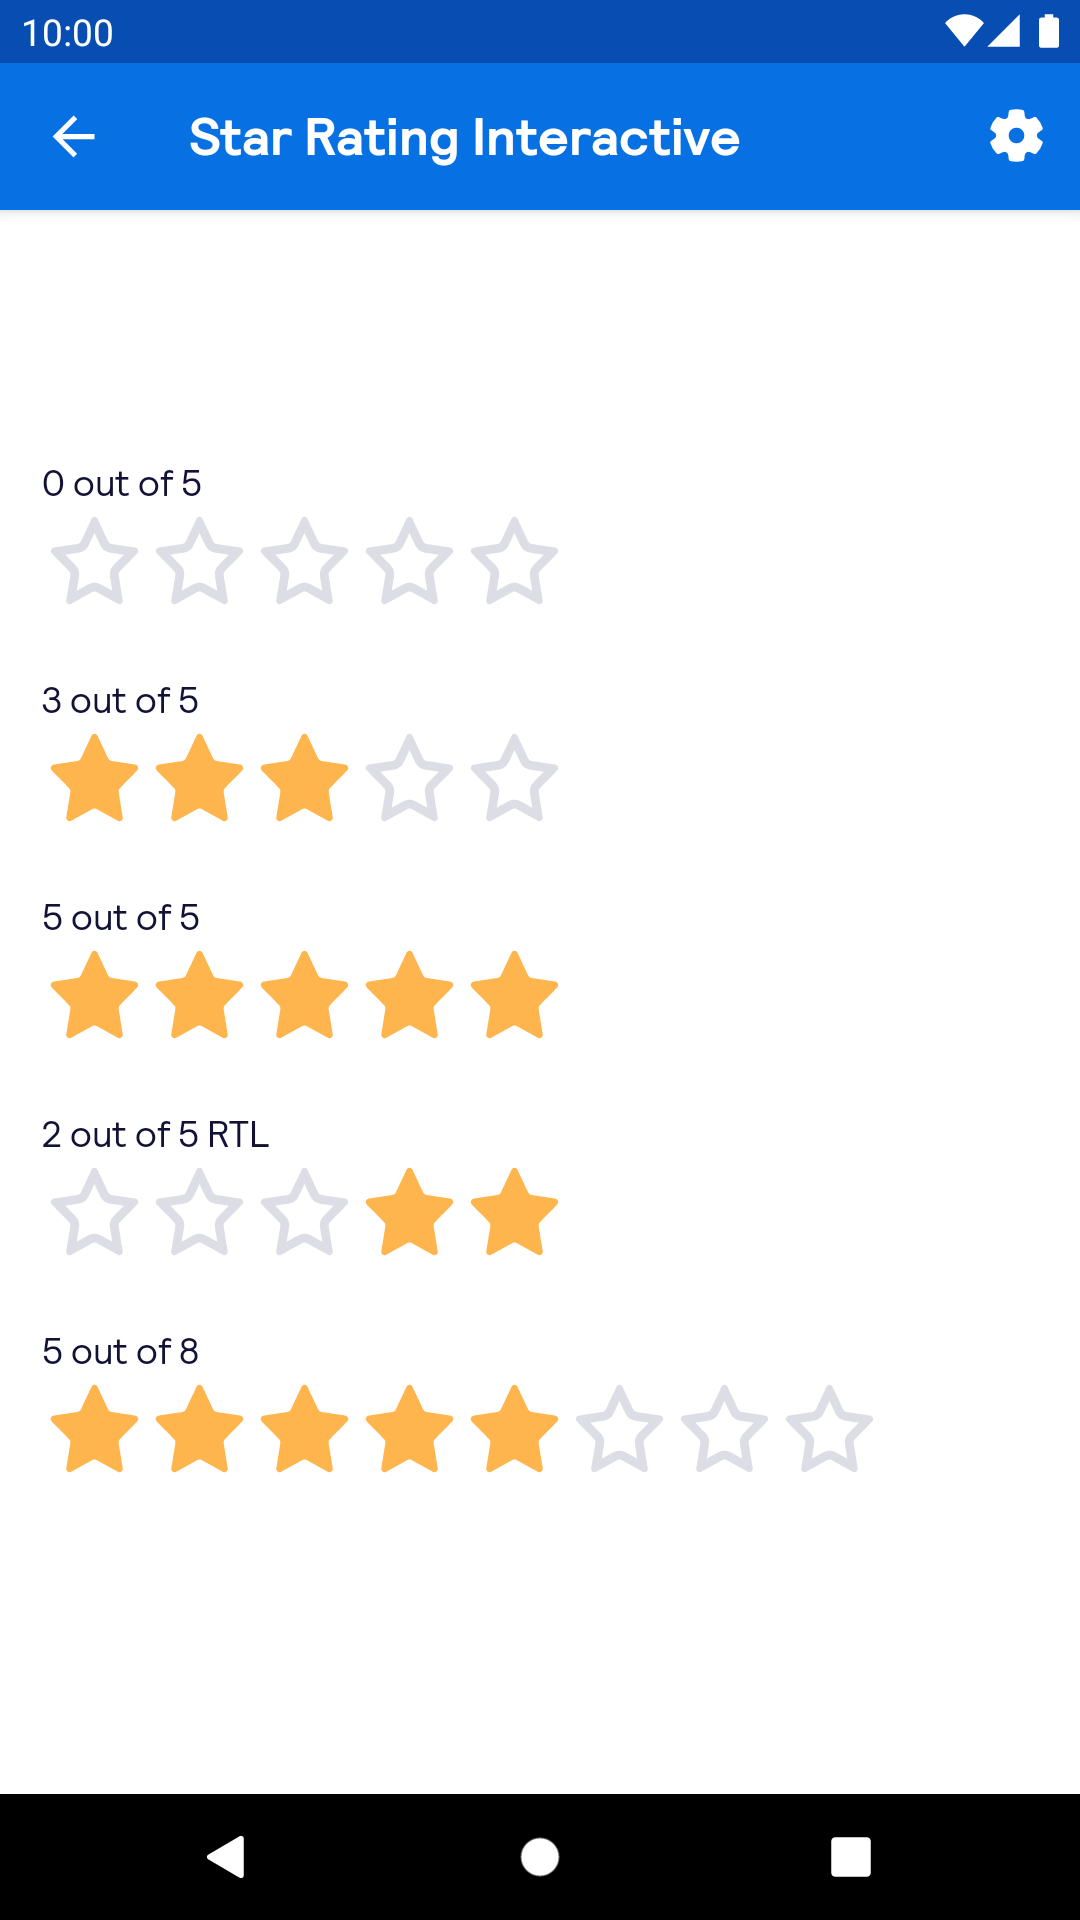 10:00
Star Rating Interactive
0 out of 5
3 out of 5
5 out of 5
2 out of 5 RTL
5 out of 8